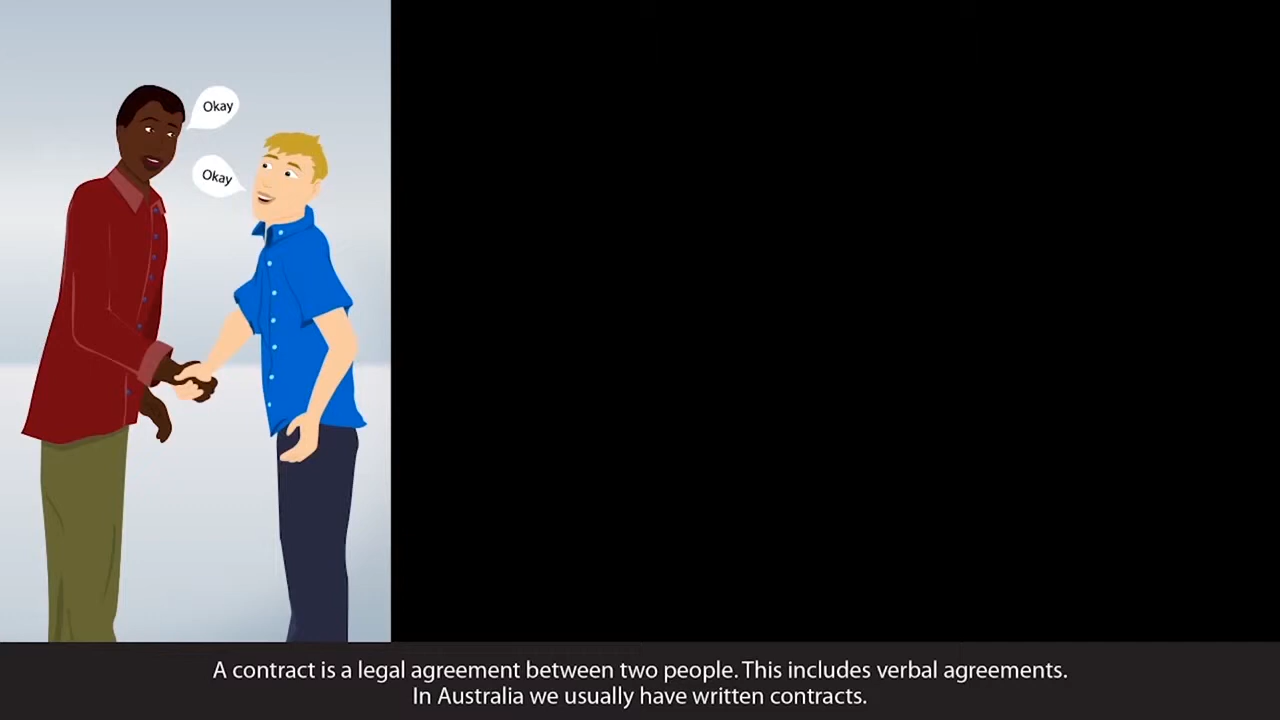 Okay
Okay
A contract is a legal agreement between two people. This includes verbal agreements.
In Australia we usually have written contracts.